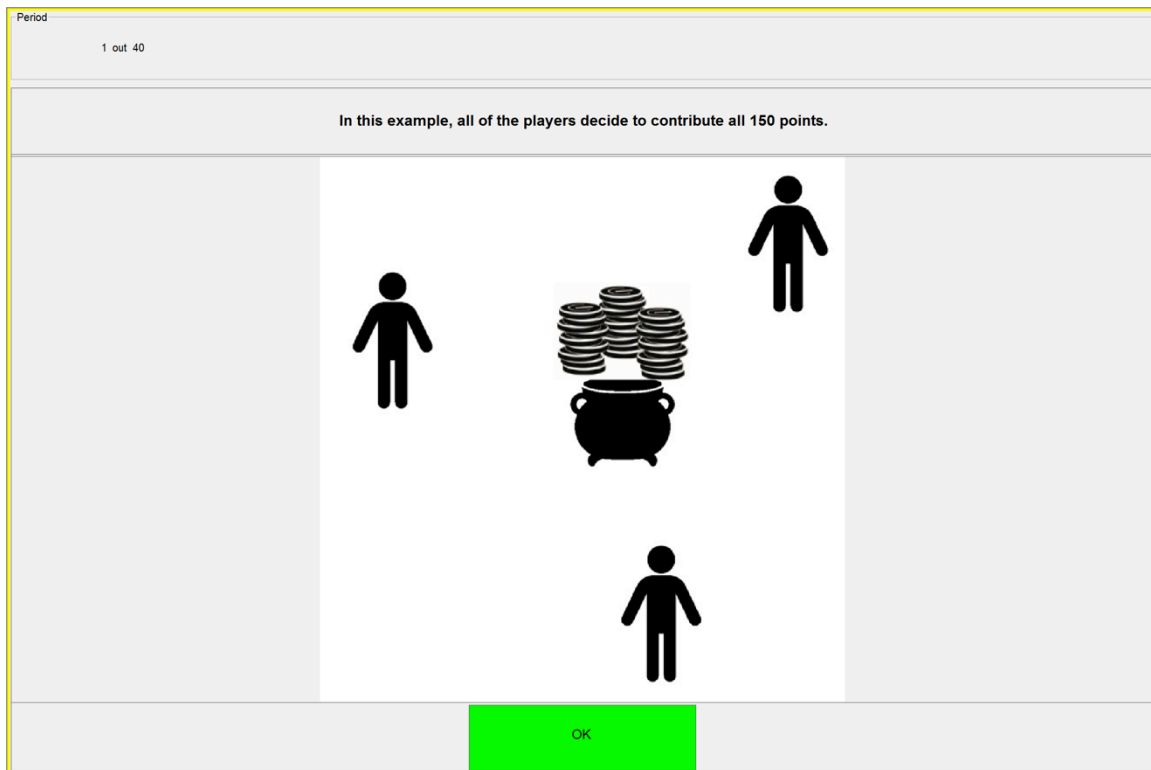 Period
1 out 40
In this example, all of the players decide to contribute all 150 points.
OK